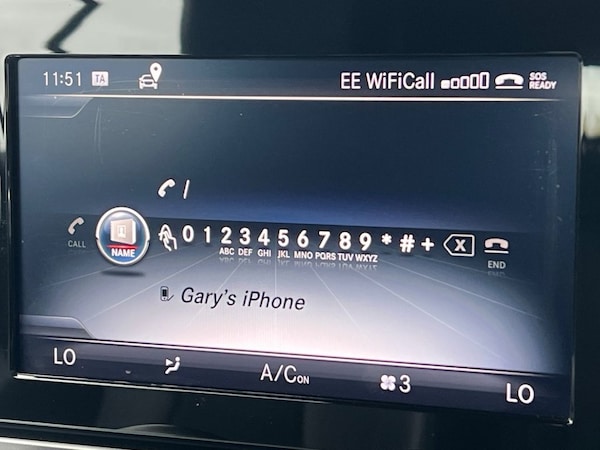 11:51 TA EE WiFiCall SOS READY
CALL NAME 0 1 2 3 4 5 6 7 8 9 * # + X END
ABC DEF GHI JKL MNO PQRS TUV WXYZ
Gary's iPhone
LO A/C ON 3 LO